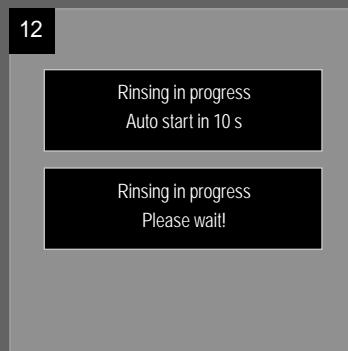 12
Rinsing in progress
Auto start in 10 s
Rinsing in progress
Please wait!